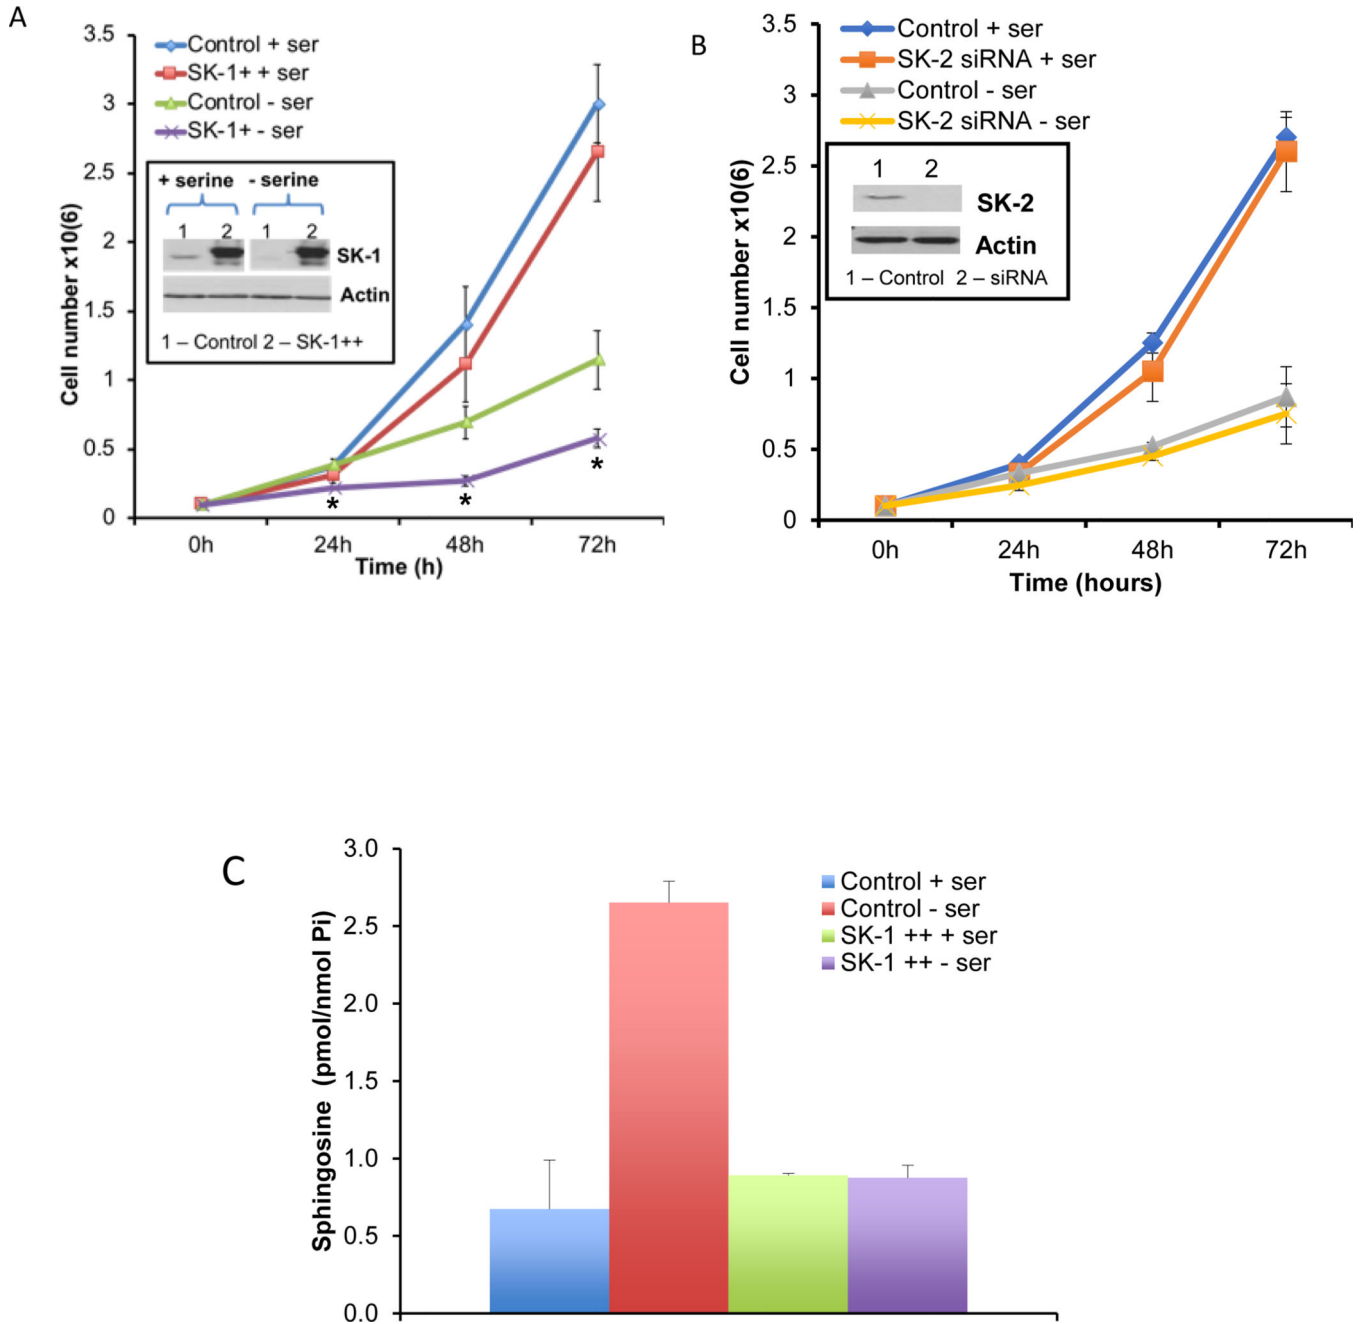 A
3.5
3
2.5
2
1.5
1
0.5
0
Cell number x10(6)
Control + ser
SK-1+ + ser
Control - ser
SK-1+ - ser
+ serine - serine
1 2 1 2
SK-1
Actin
1 – Control 2 – SK-1++
*
*
*
0h 24h 48h 72h
Time (h)
B
3.5
3
2.5
2
1.5
1
0.5
0
Cell number x10(6)
Control + ser
SK-2 siRNA + ser
Control - ser
SK-2 siRNA - ser
1 2
SK-2
Actin
1 – Control 2 – siRNA
0h 24h 48h 72h
Time (hours)
C
3.0
2.5
2.0
1.5
1.0
0.5
0.0
Sphingosine (pmol/nmol Pi)
Control + ser
Control - ser
SK-1 ++ + ser
SK-1 ++ - ser